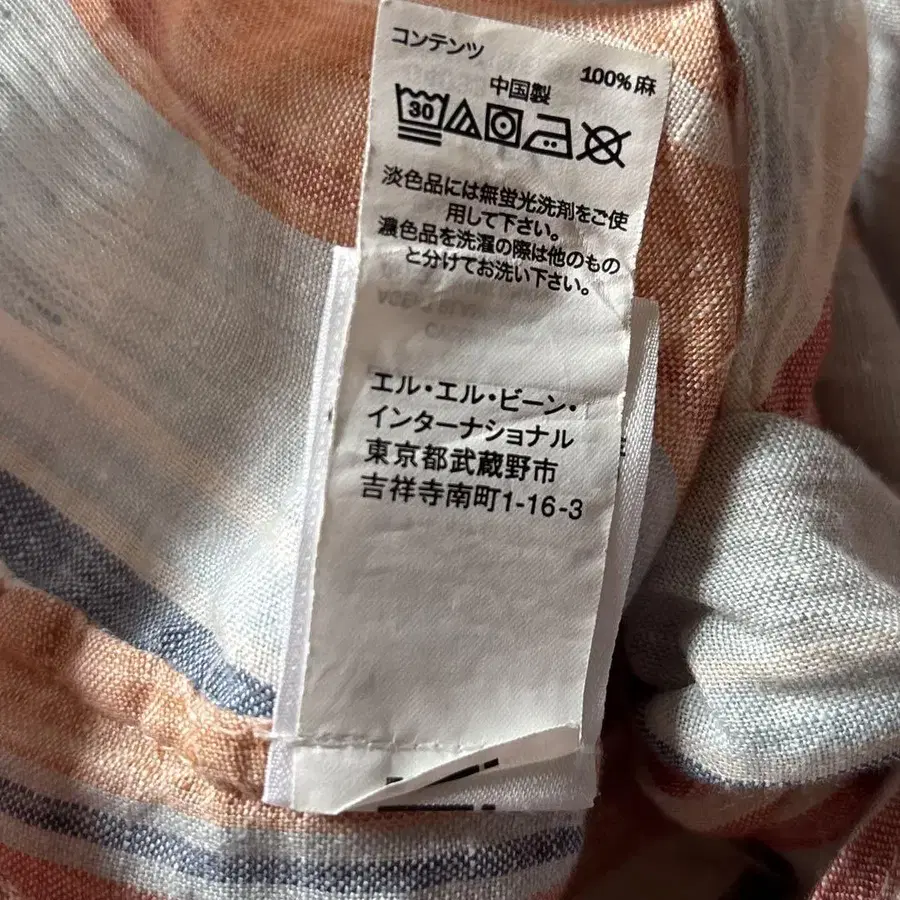 コンテンツ
100%麻
中国製
30
淡色品には無蛍光洗剤をご使
用して下さい。
濃色品を洗濯の際は他のもの
と分けてお洗い下さい。
エル・エル・ビーン・
インターナショナル
東京都武蔵野市
吉祥寺南町1-16-3